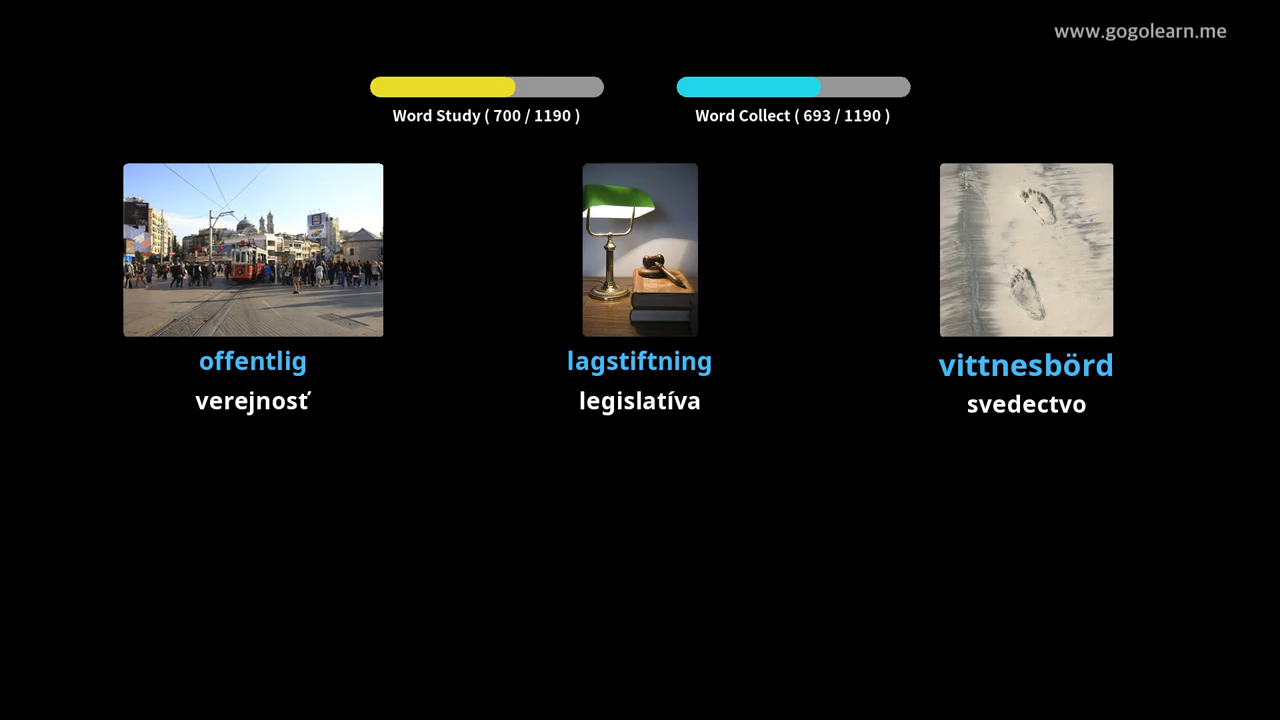 www.gogolearn.me
Word Study ( 700 / 1190 )
Word Collect ( 693 / 1190 )
offentlig
verejnosť
lagstiftning
legislatíva
vittnesbörd
svedectvo